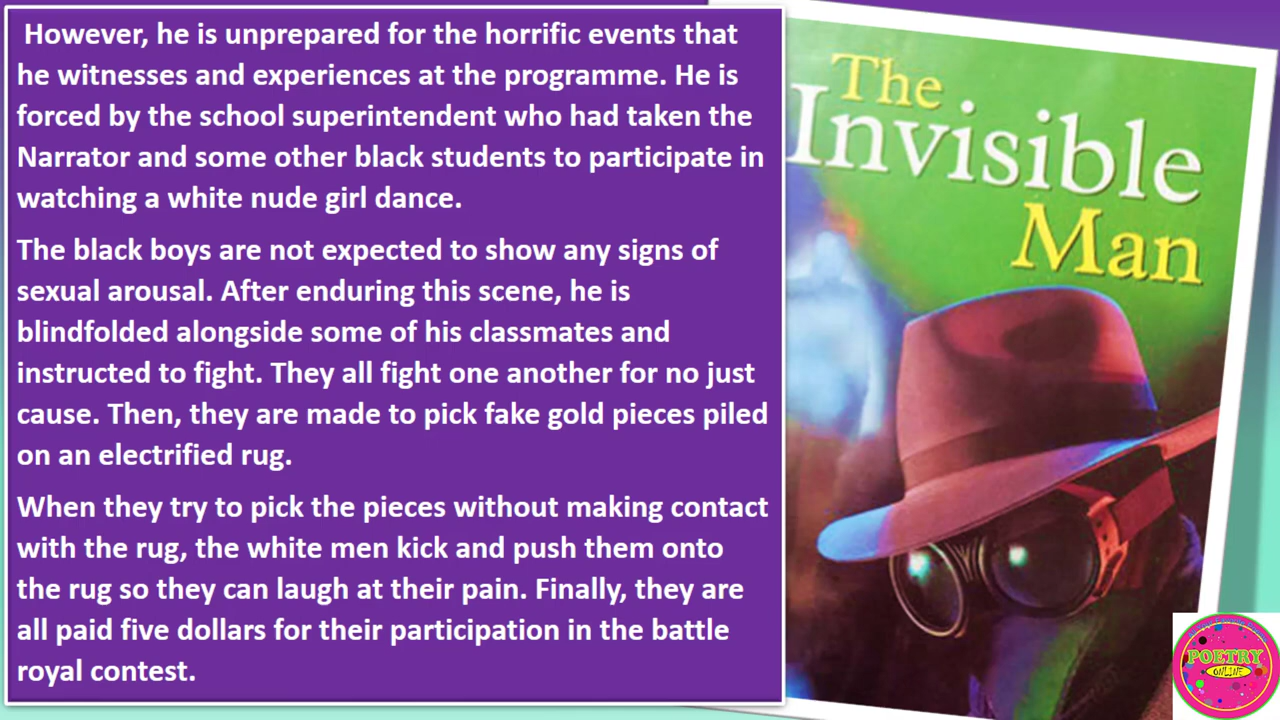 However, he is unprepared for the horrific events that
he witnesses and experiences at the programme. He is
forced by the school superintendent who had taken the
Narrator and some other black students to participate in
watching a white nude girl dance.
The black boys are not expected to show any signs of
sexual arousal. After enduring this scene, he is
blindfolded alongside some of his classmates and
instructed to fight. They all fight one another for no just
cause. Then, they are made to pick fake gold pieces piled
on an electrified rug.
When they try to pick the pieces without making contact
with the rug, the white men kick and push them onto
the rug so they can laugh at their pain. Finally, they are
all paid five dollars for their participation in the battle
royal contest.
The
Invisible
Man
POETRY
ONLINE